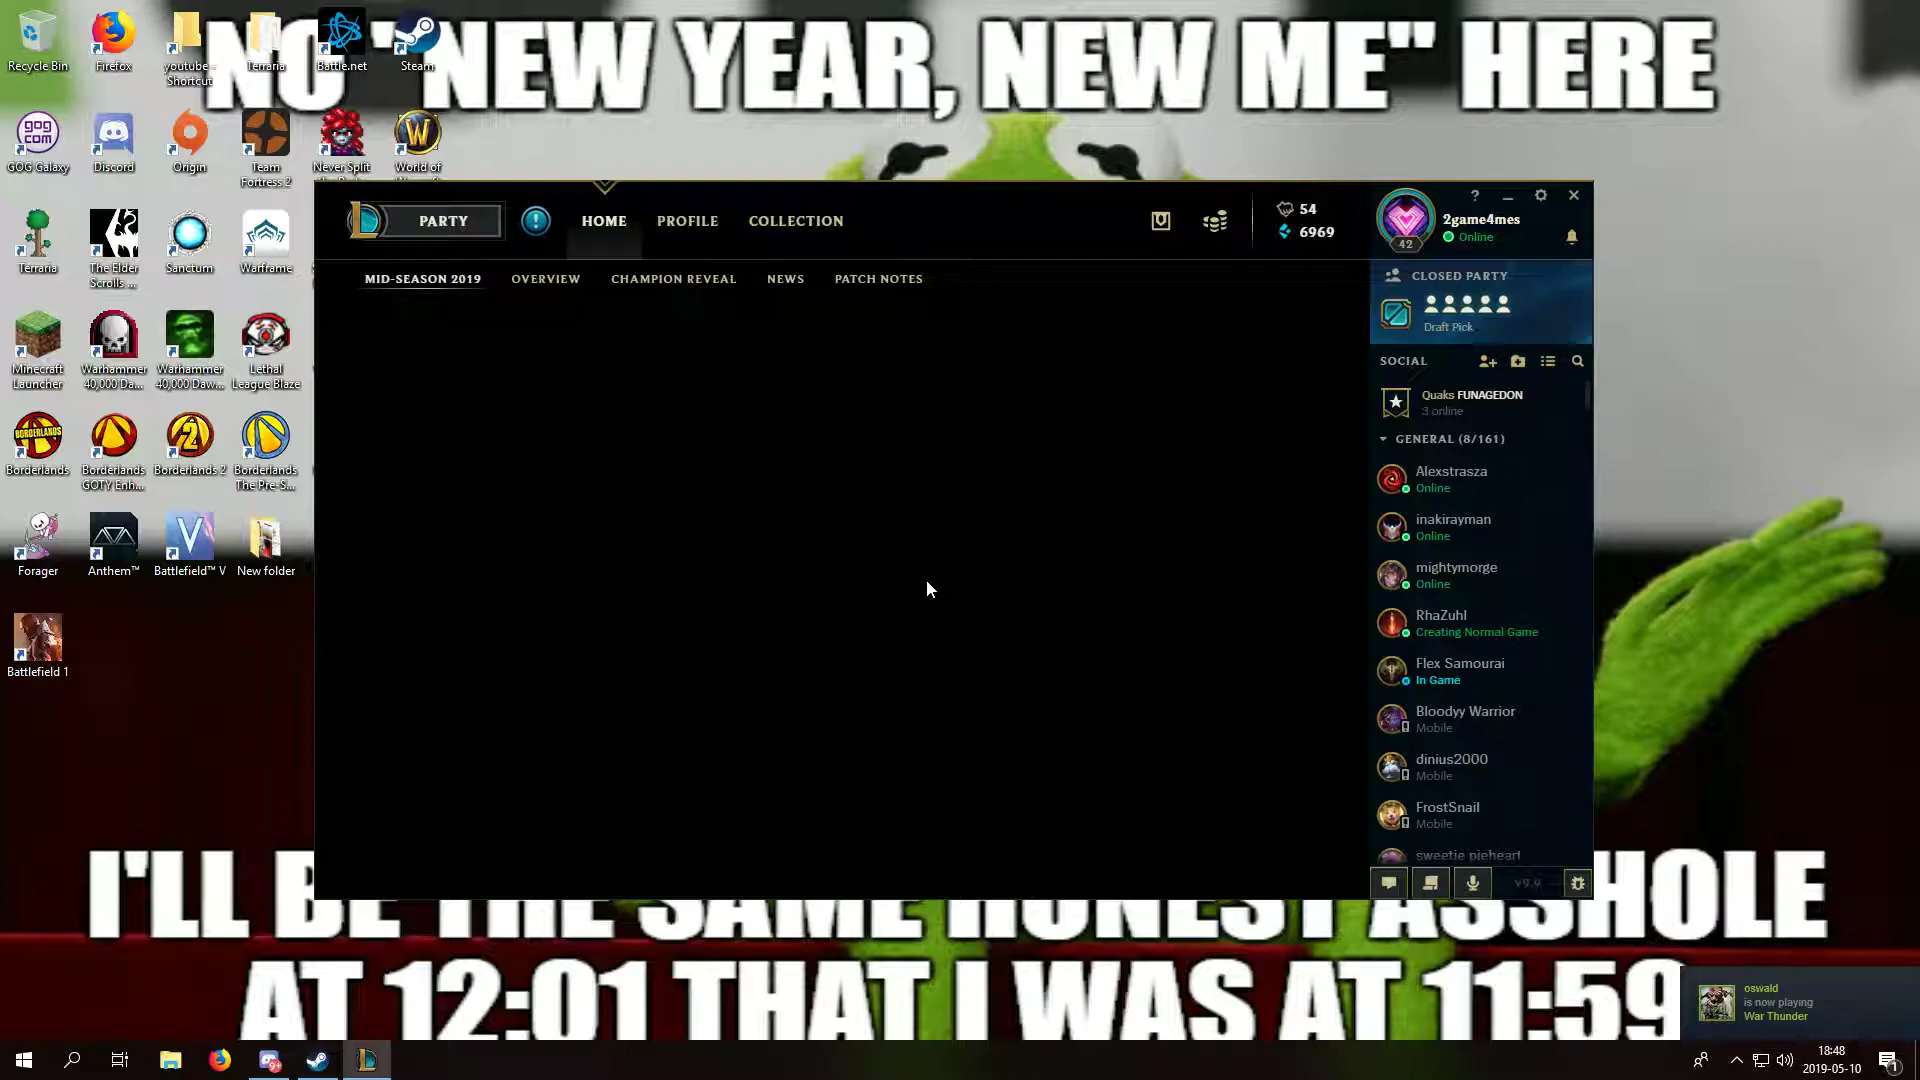 NO "NEW YEAR, NEW ME" HERE
Recycle Bin
Firefox
youtube - Shortcut
Terraria
Battle.net
Steam
GOG Galaxy
Discord
Origin
Team
Fortress 2
Never Split
World of
Terraria
The Elder
Scrolls ...
Sanctum
Warframe
Minecraft
Launcher
Warhammer
40,000 Da...
Warhammer
40,000 Daw...
Lethal
League Blaze
Borderlands
Borderlands
GOTY Enh...
Borderlands 2
Borderlands
The Pre-S...
Forager
Anthem™
Battlefield™ V
New folder
Battlefield 1
PARTY
HOME
PROFILE
COLLECTION
54
6969
42
2game4mes
Online
MID-SEASON 2019
OVERVIEW
CHAMPION REVEAL
NEWS
PATCH NOTES
CLOSED PARTY
Draft Pick
SOCIAL
Quaks FUNAGEDON
3 online
GENERAL (8/161)
Alexstrasza
Online
inakirayman
Online
mightymorge
Online
RhaZuhl
Creating Normal Game
Flex Samourai
In Game
Bloodyy Warrior
Mobile
dinius2000
Mobile
FrostSnail
Mobile
sweetie pieheart
V9.9
I'LL BE THE SAME HONEST ASSHOLE
AT 12:01 THAT I WAS AT 11:59
oswald
is now playing
War Thunder
9+
18:48
2019-05-10
1